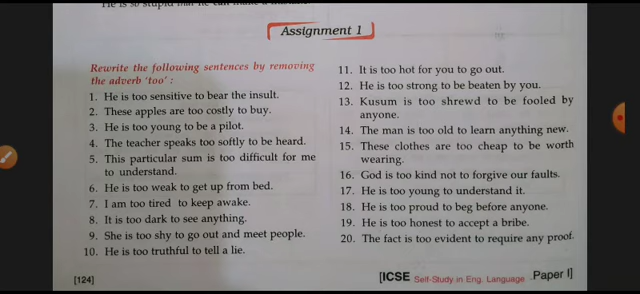 He is so stupid that he can make a mistake.
Assignment 1
Rewrite the following sentences by removing
the adverb 'too' :
1. He is too sensitive to bear the insult.
2. These apples are too costly to buy.
3. He is too young to be a pilot.
4. The teacher speaks too softly to be heard.
5. This particular sum is too difficult for me
to understand.
6. He is too weak to get up from bed.
7. I am too tired to keep awake.
8. It is too dark to see anything.
9. She is too shy to go out and meet people.
10. He is too truthful to tell a lie.
11. It is too hot for you to go out.
12. He is too strong to be beaten by you.
13. Kusum is too shrewd to be fooled by
anyone.
14. The man is too old to learn anything new.
15. These clothes are too cheap to be worth
wearing.
16. God is too kind not to forgive our faults.
17. He is too young to understand it.
18. He is too proud to beg before anyone.
19. He is too honest to accept a bribe.
20. The fact is too evident to require any proof.
[124]
[ICSE Self-Study in Eng. Language - Paper I]